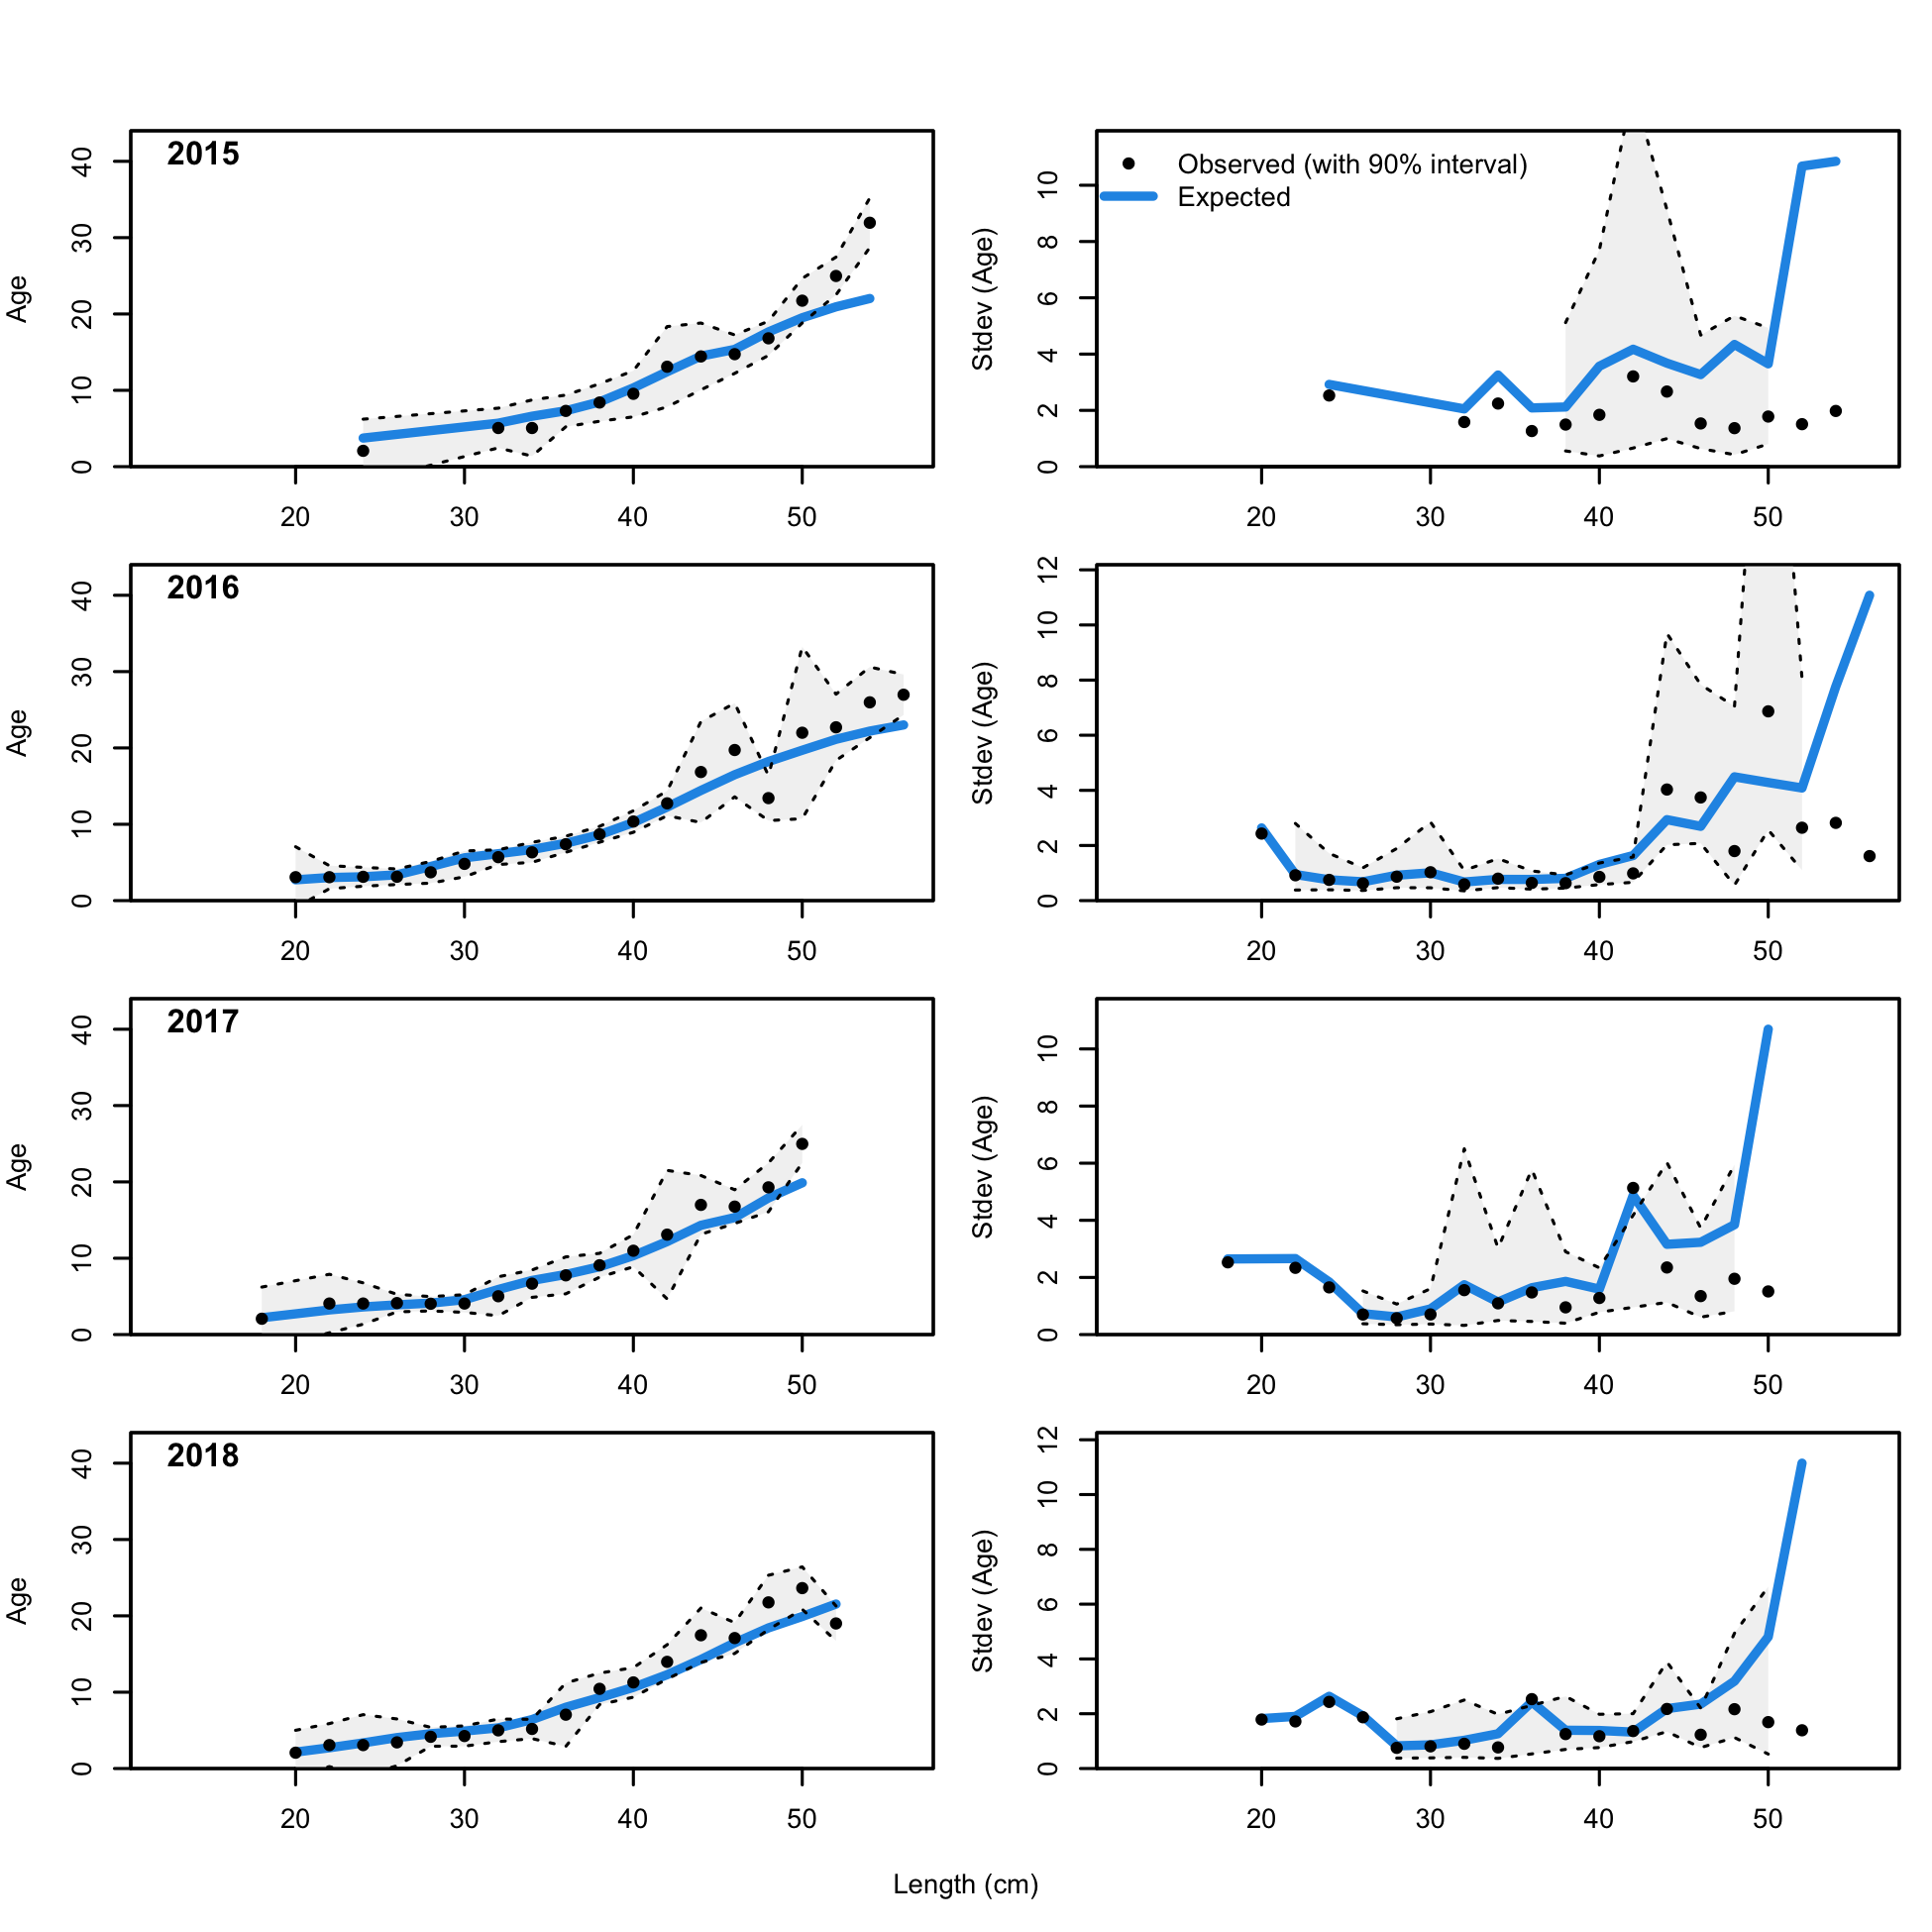 2015
Age
0 10 20 30 40
20 30 40 50
Observed (with 90% interval)
Expected
Stdev (Age)
0 2 4 6 8 10
20 30 40 50
2016
Age
0 10 20 30 40
20 30 40 50
Stdev (Age)
0 2 4 6 8 10 12
20 30 40 50
2017
Age
0 10 20 30 40
20 30 40 50
Stdev (Age)
0 2 4 6 8 10
20 30 40 50
2018
Age
0 10 20 30 40
20 30 40 50
Stdev (Age)
0 2 4 6 8 10 12
20 30 40 50
Length (cm)